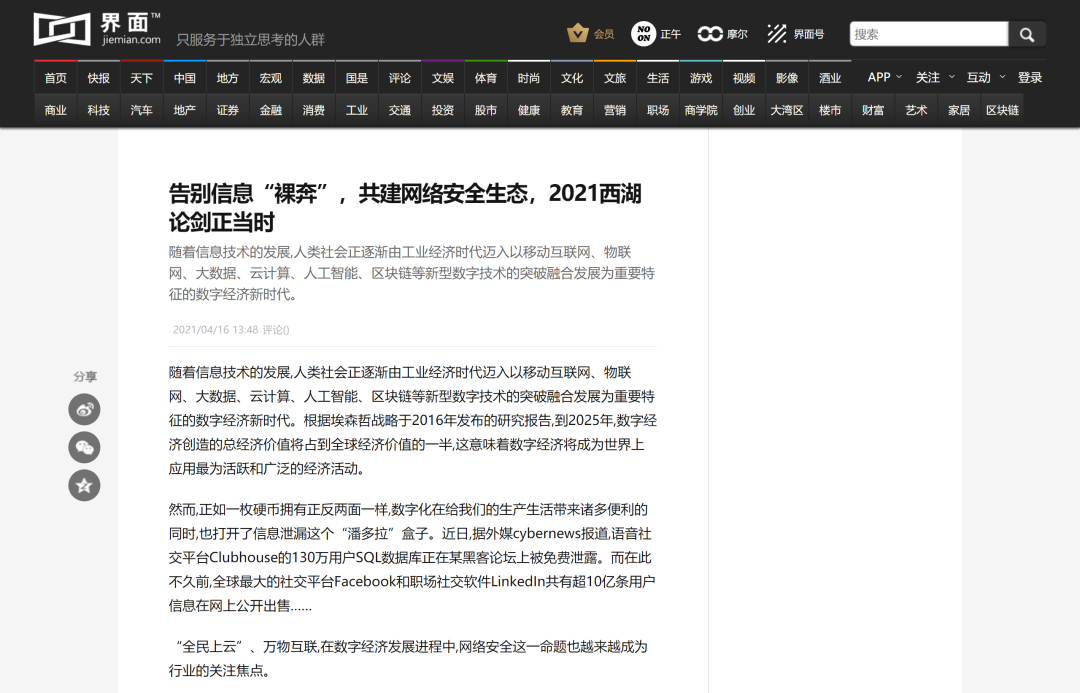 界面™
jiemian.com
只服务于独立思考的人群
会员
NO
ON
正午
摩尔
界面号
搜索
首页 快报 天下 中国 地方 宏观 数据 国是 评论 文娱 体育 时尚 文化 文旅 生活 游戏 视频 影像 酒业 APP 关注 互动 登录
商业 科技 汽车 地产 证券 金融 消费 工业 交通 投资 股市 健康 教育 营销 职场 商学院 创业 大湾区 楼市 财富 艺术 家居 区块链
告别信息“裸奔”，共建网络安全生态，2021西湖
论剑正当时
随着信息技术的发展,人类社会正逐渐由工业经济时代迈入以移动互联网、物联
网、大数据、云计算、人工智能、区块链等新型数字技术的突破融合发展为重要特
征的数字经济新时代。
2021/04/16 13:48 评论()
分享
随着信息技术的发展,人类社会正逐渐由工业经济时代迈入以移动互联网、物联
网、大数据、云计算、人工智能、区块链等新型数字技术的突破融合发展为重要特
征的数字经济新时代。根据埃森哲战略于2016年发布的研究报告,到2025年,数字经
济创造的总经济价值将占到全球经济价值的一半,这意味着数字经济将成为世界上
应用最为活跃和广泛的经济活动。
然而,正如一枚硬币拥有正反两面一样,数字化在给我们的生产生活带来诸多便利的
同时,也打开了信息泄漏这个“潘多拉”盒子。近日,据外媒cybernews报道,语音社
交平台Clubhouse的130万用户SQL数据库正在某黑客论坛上被免费泄露。而在此
不久前,全球最大的社交平台Facebook和职场社交软件LinkedIn共有超10亿条用户
信息在网上公开出售......
“全民上云”、万物互联,在数字经济发展进程中,网络安全这一命题也越来越成为
行业的关注焦点。